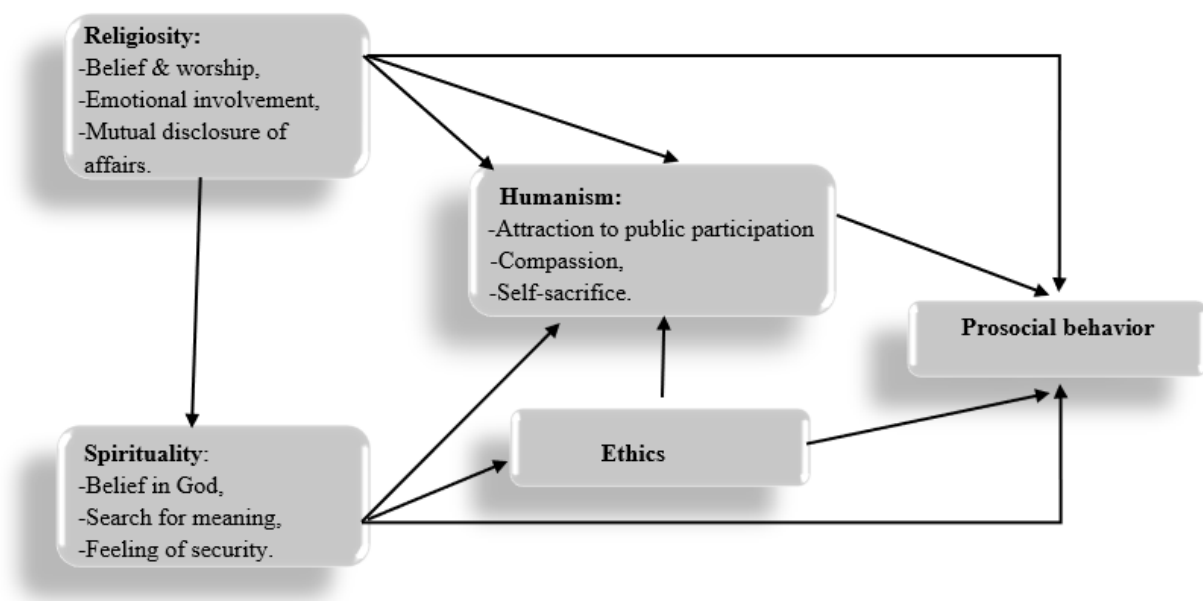 Religiosity:
-Belief & worship,
-Emotional involvement,
-Mutual disclosure of
affairs.
Humanism:
-Attraction to public participation
-Compassion,
-Self-sacrifice.
Prosocial behavior
Ethics
Spirituality:
-Belief in God,
-Search for meaning,
-Feeling of security.